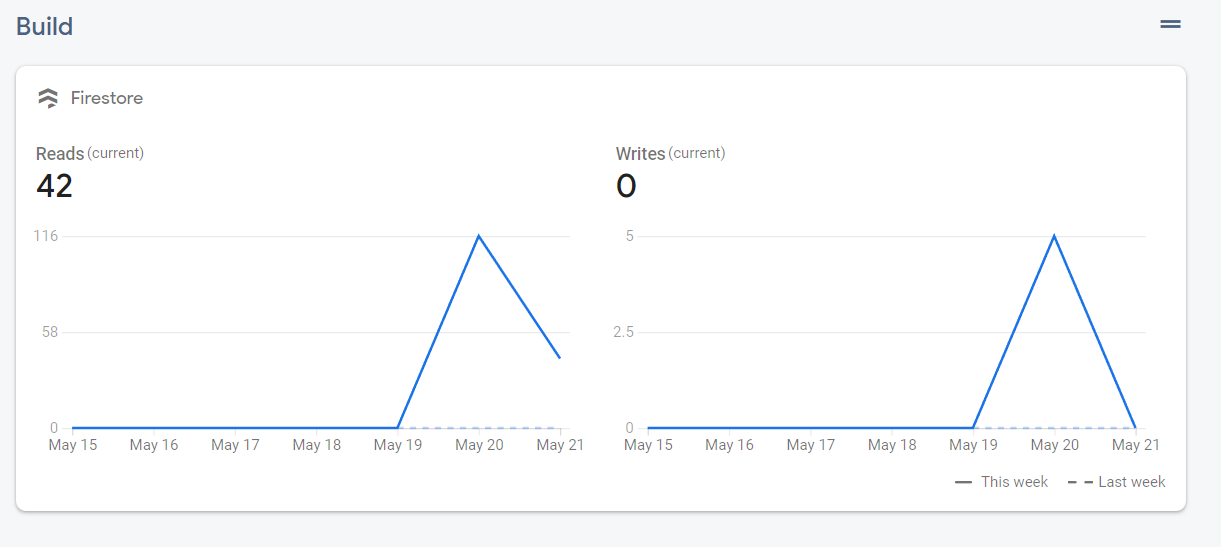 Build
Firestore
Reads (current)
42
116
58
0
May 15 May 16 May 17 May 18 May 19 May 20 May 21
Writes (current)
0
5
2.5
0
May 15 May 16 May 17 May 18 May 19 May 20 May 21
This week Last week